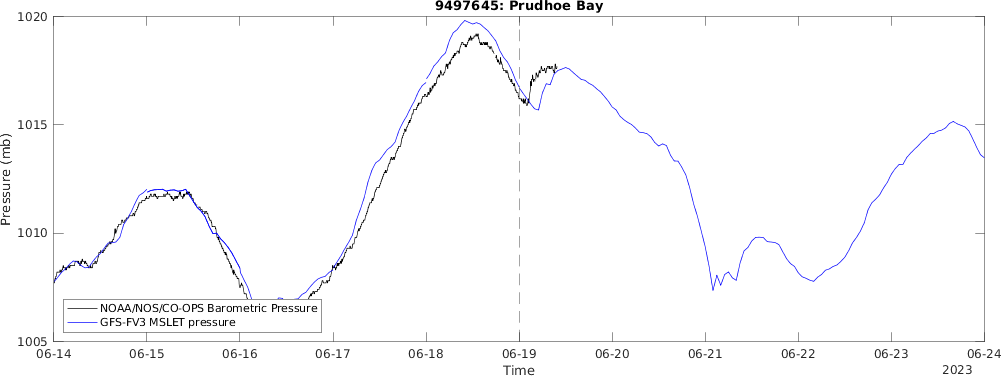 9497645: Prudhoe Bay
1020
1015
1010
1005
Pressure (mb)
NOAA/NOS/CO-OPS Barometric Pressure
GFS-FV3 MSLET pressure
06-14 06-15 06-16 06-17 06-18 06-19 06-20 06-21 06-22 06-23 06-24
Time
2023